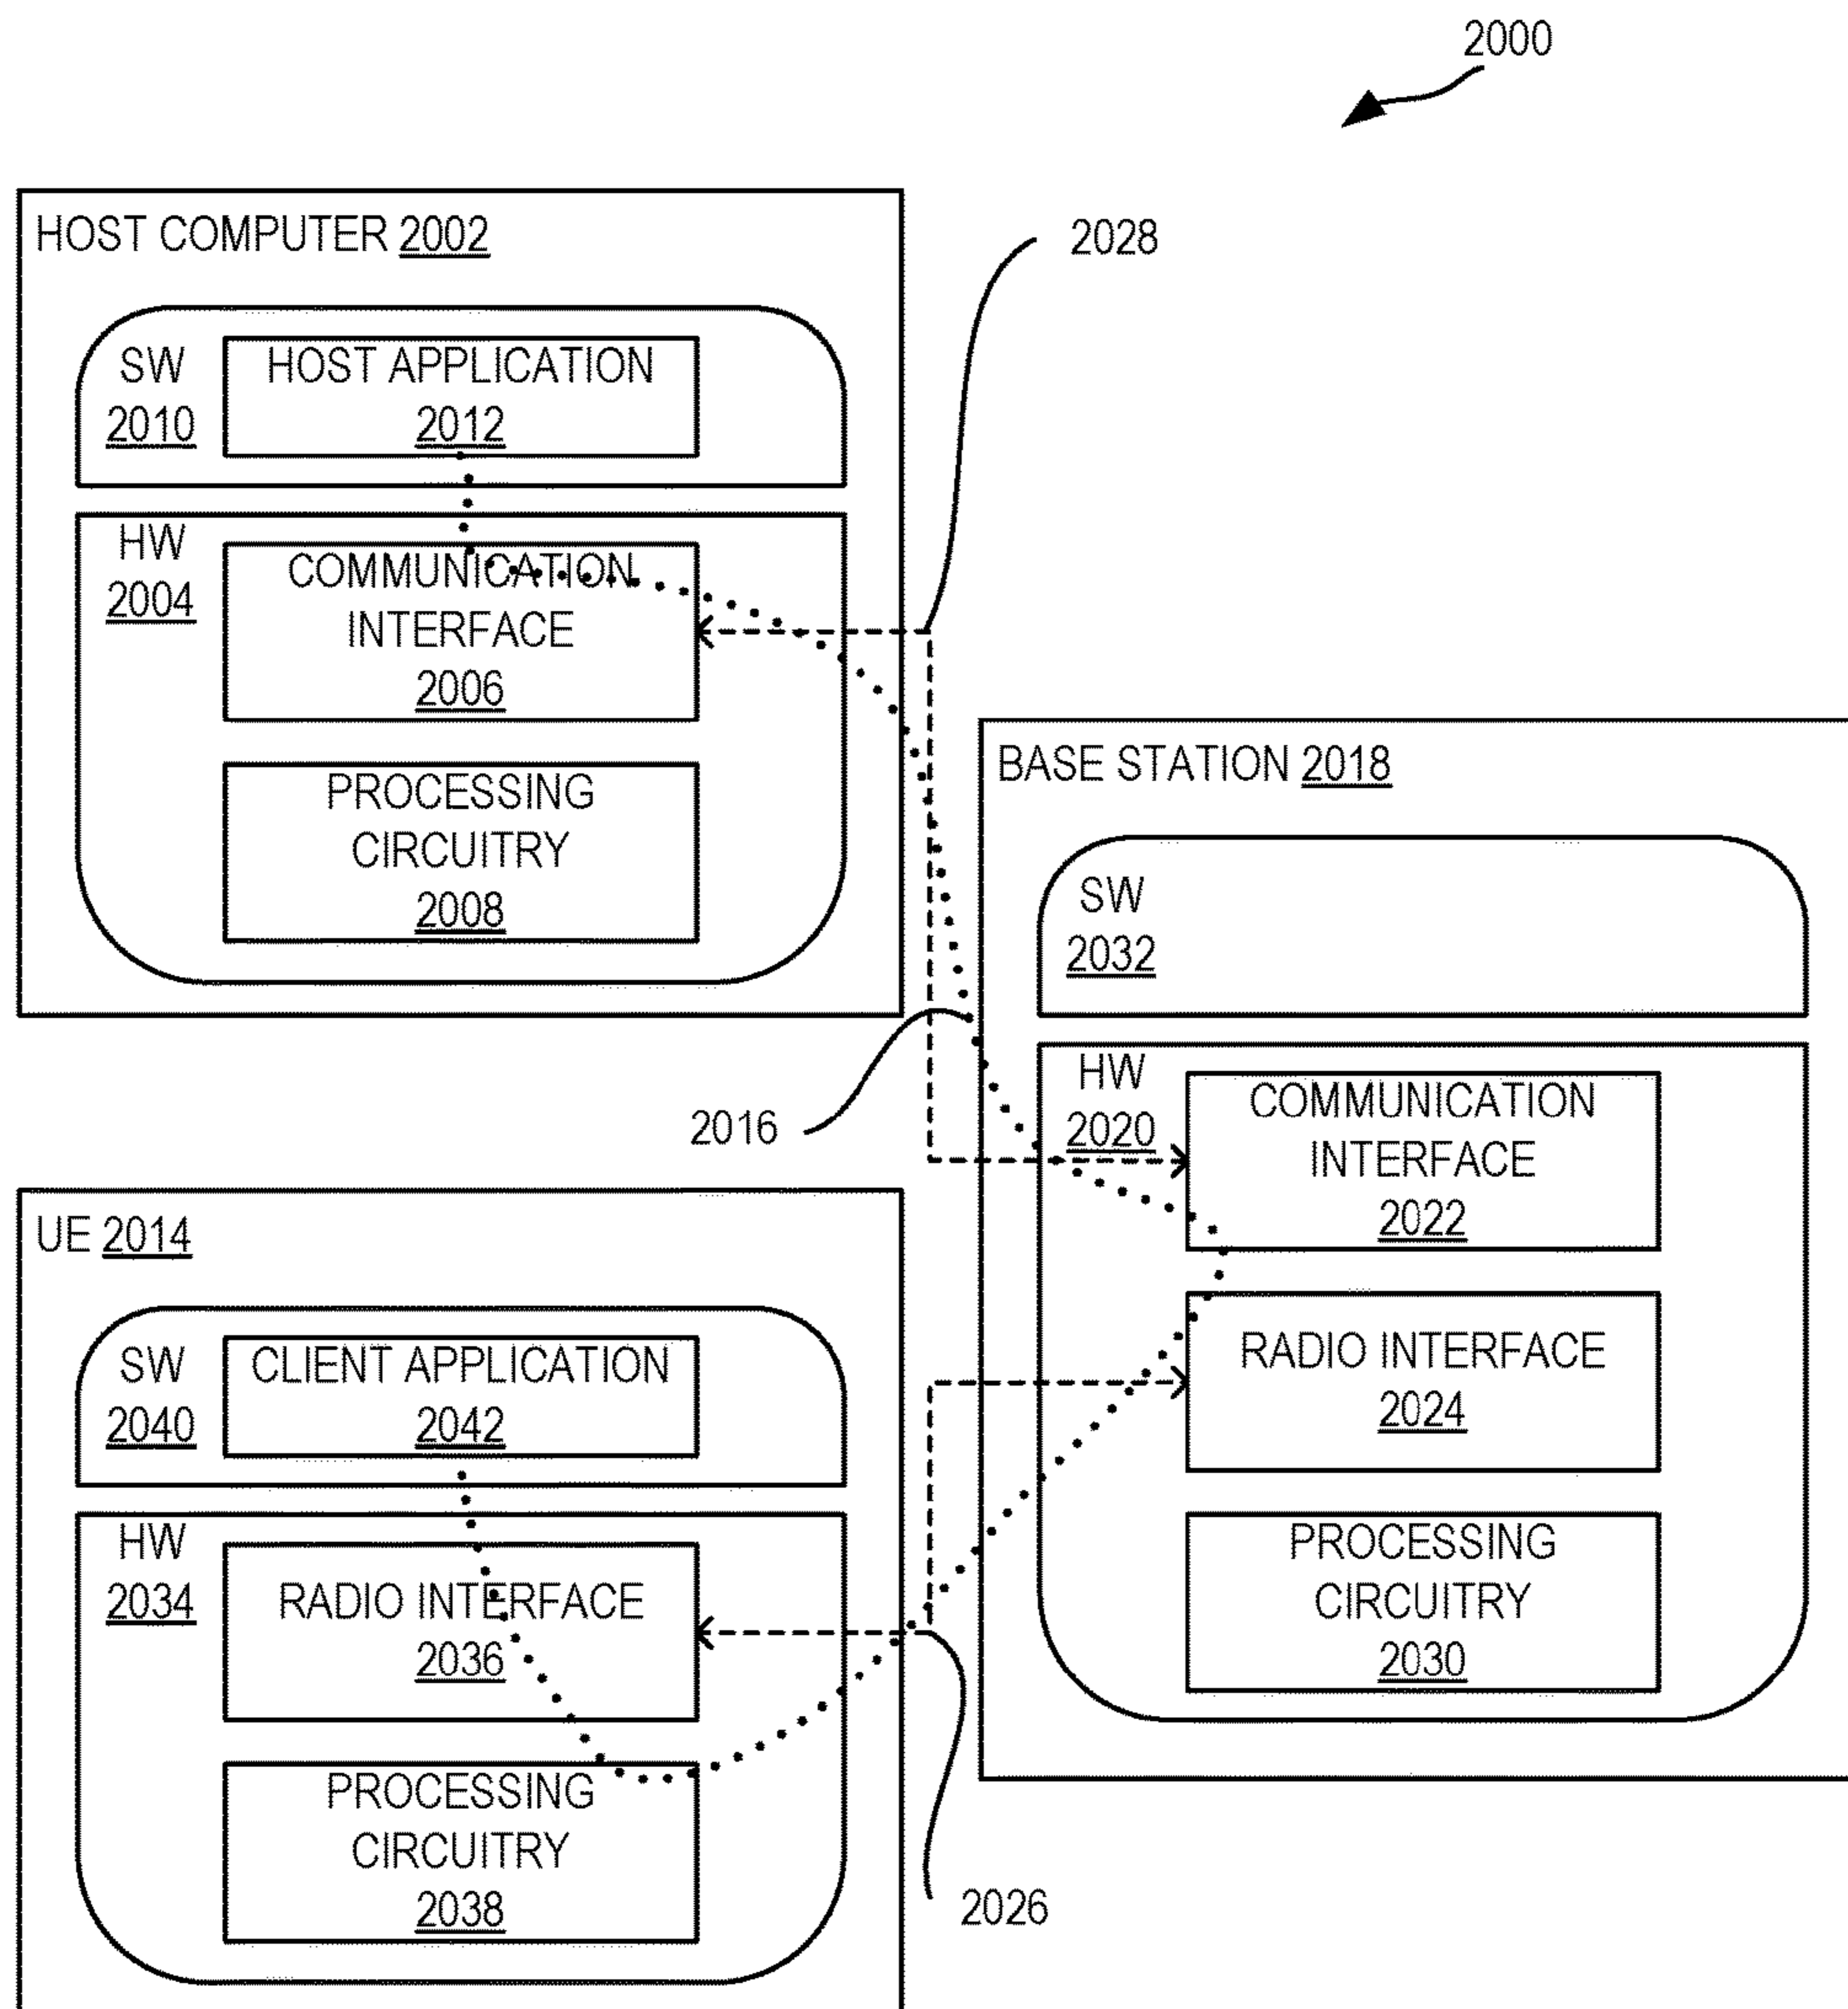 2000
HOST COMPUTER 2002
SW
2010
HOST APPLICATION
2012
HW
2004
COMMUNICATION
INTERFACE
2006
PROCESSING
CIRCUITRY
2008
2028
BASE STATION 2018
SW
2032
HW
2020
COMMUNICATION
INTERFACE
2022
RADIO INTERFACE
2024
PROCESSING
CIRCUITRY
2030
2016
UE 2014
SW
2040
CLIENT APPLICATION
2042
HW
2034
RADIO INTERFACE
2036
PROCESSING
CIRCUITRY
2038
2026